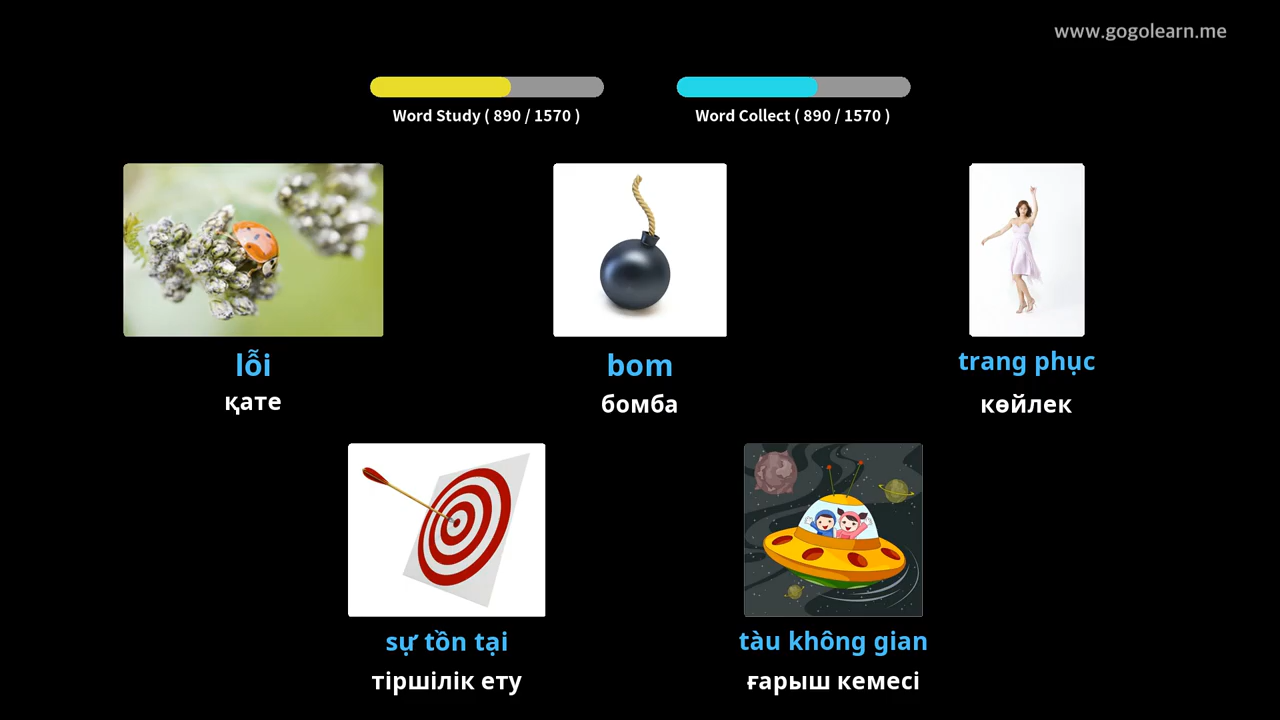 www.gogolearn.me
Word Study ( 890 / 1570 )
Word Collect ( 890 / 1570 )
lỗi
қате
bom
бомба
trang phục
көйлек
sự tồn tại
тіршілік ету
tàu không gian
ғарыш кемесі